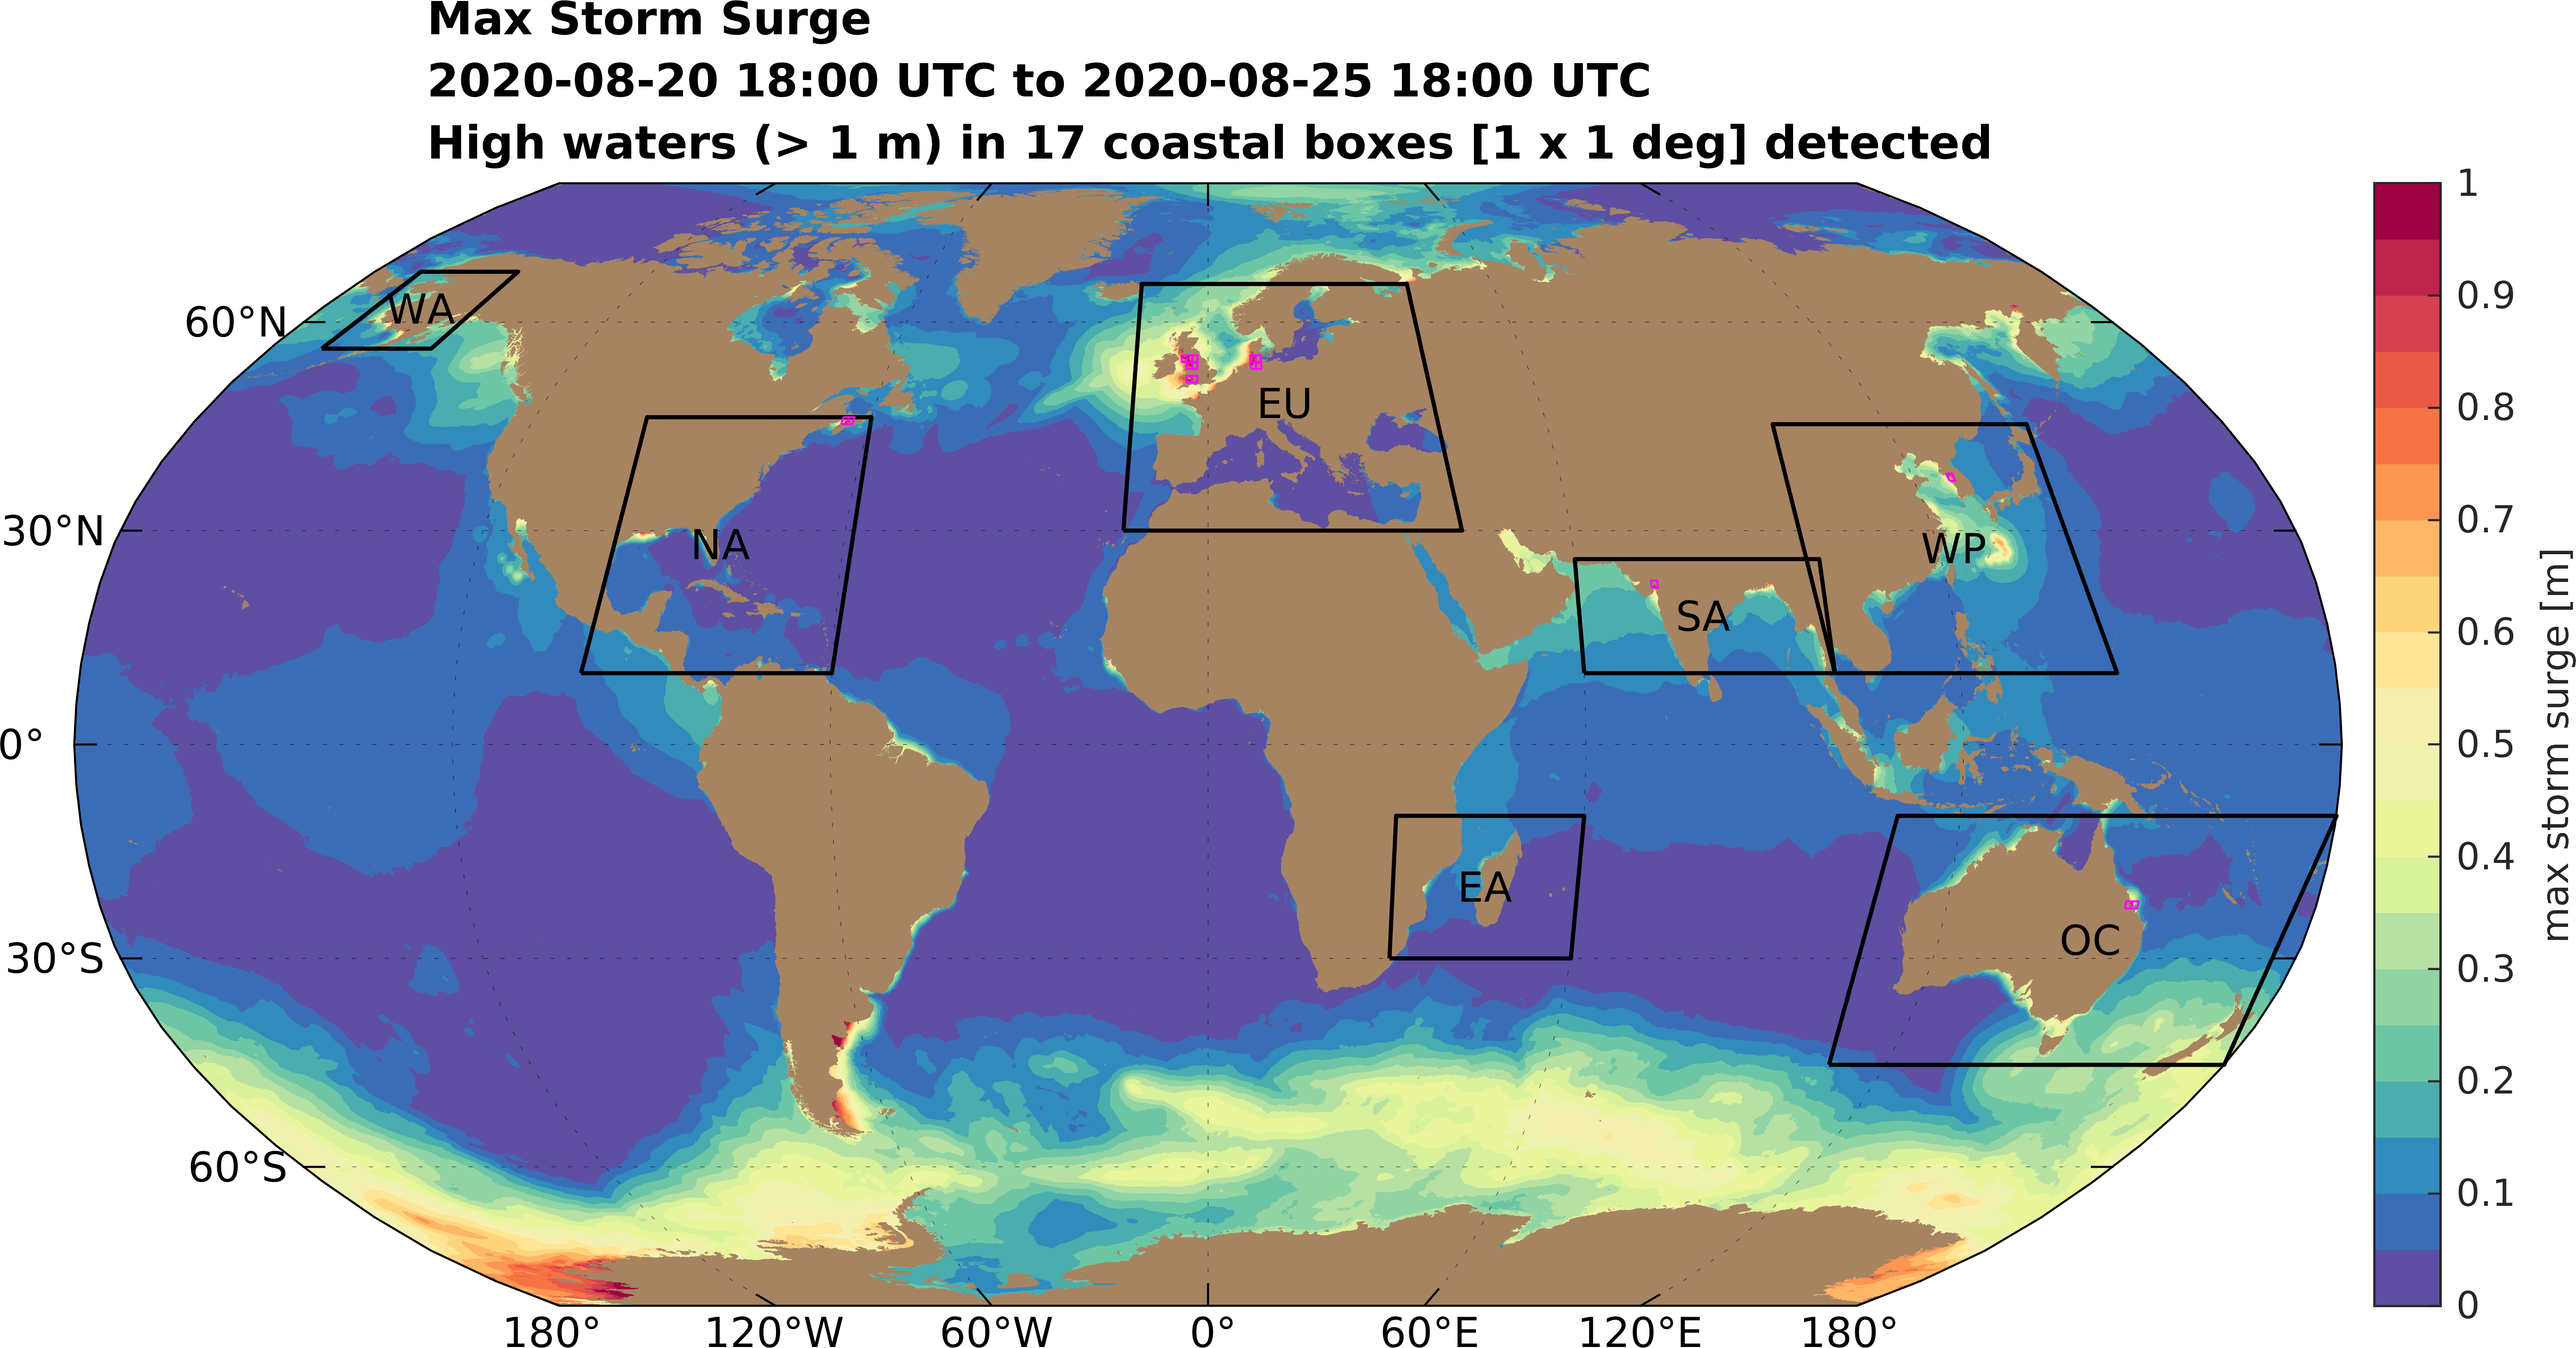 Max Storm Surge
2020-08-20 18:00 UTC to 2020-08-25 18:00 UTC
High waters (> 1 m) in 17 coastal boxes [1 x 1 deg] detected
60°N
30°N
0°
30°S
60°S
WA
NA
EU
SA
WP
EA
OC
180°
120°W
60°W
0°
60°E
120°E
180°
1
0.9
0.8
0.7
0.6
0.5
0.4
0.3
0.2
0.1
0
max storm surge [m]